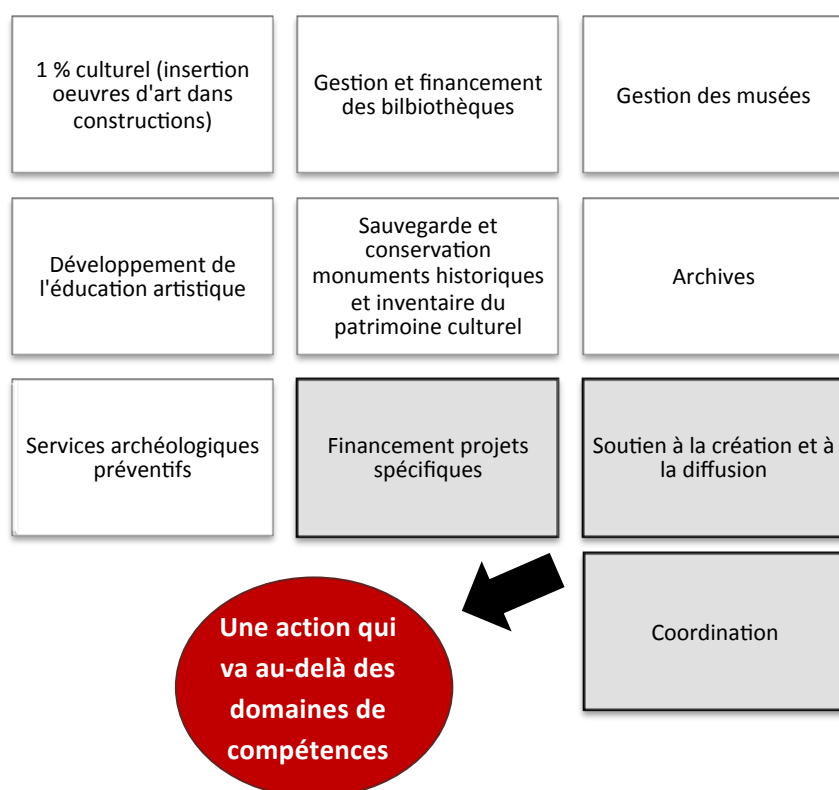 1 % culturel (insertion
oeuvres d'art dans
constructions)
Gestion et financement
des bilbiothèques
Gestion des musées
Développement de
l'éducation artistique
Sauvegarde et
conservation
monuments historiques
et inventaire du
patrimoine culturel
Archives
Services archéologiques
préventifs
Financement projets
spécifiques
Soutien à la création et à
la diffusion
Coordination
Une action qui
va au-delà des
domaines de
compétences